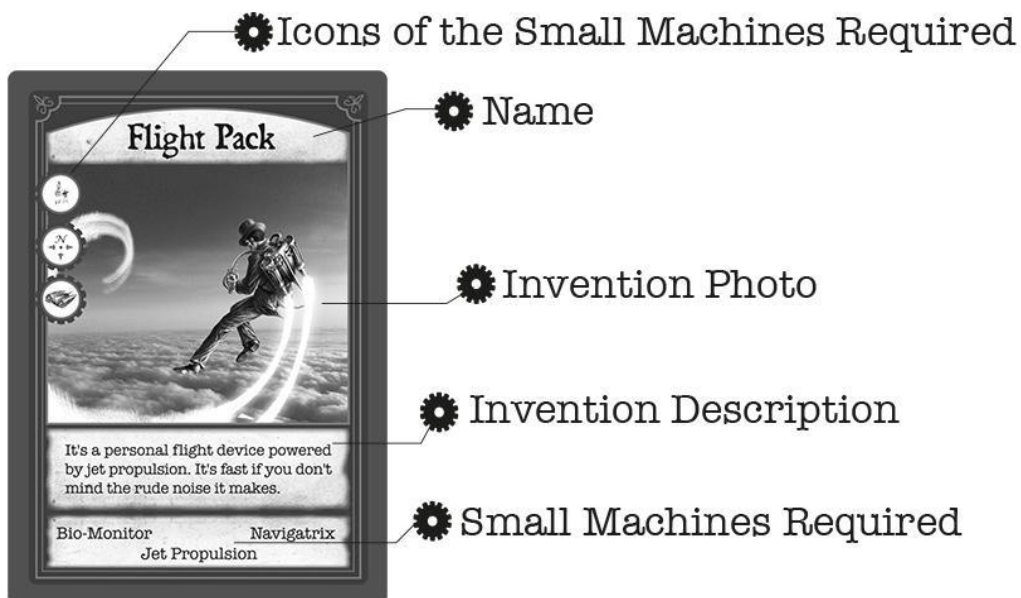 Icons of the Small Machines Required
Name
Flight Pack
N
Invention Photo
Invention Description
It's a personal flight device powered
by jet propulsion. It's fast if you don't
mind the rude noise it makes.
Small Machines Required
Bio-Monitor Navigatrix
Jet Propulsion